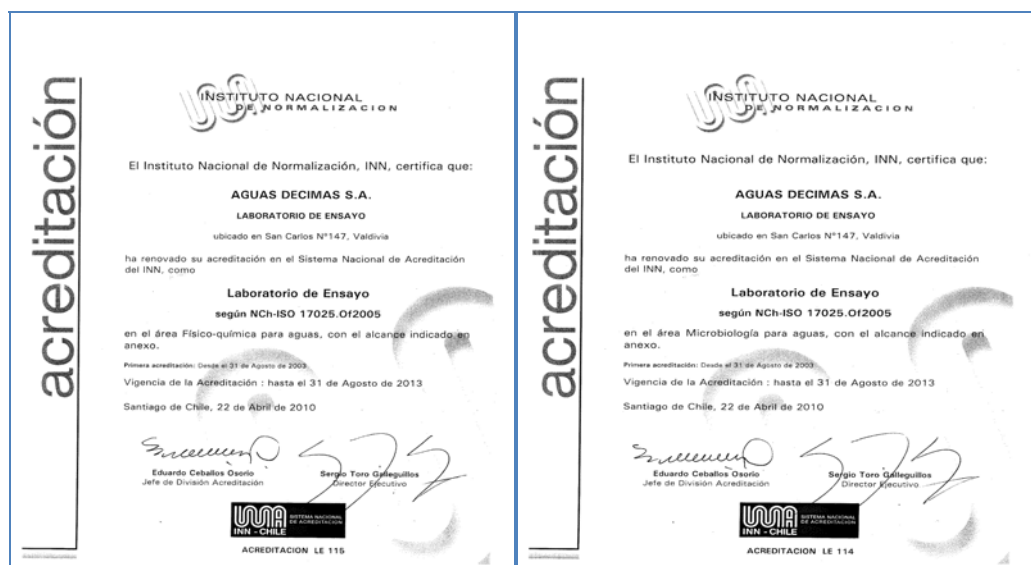 acreditación
INSTITUTO NACIONAL
DE NORMALIZACION
El Instituto Nacional de Normalización, INN, certifica que:
AGUAS DECIMAS S.A.
LABORATORIO DE ENSAYO
ubicado en San Carlos Nº147, Valdivia
ha renovado su acreditación en el Sistema Nacional de Acreditación
del INN, como
Laboratorio de Ensayo
según NCh-ISO 17025.Of2005
en el área Físico-química para aguas, con el alcance indicado en
anexo.
Primera acreditación: Desde el 31 de Agosto de 2003
Vigencia de la Acreditación : hasta el 31 de Agosto de 2013
Santiago de Chile, 22 de Abril de 2010
Eduardo Ceballos Osorio
Jefe de División Acreditación
Sergio Toro Galleguillos
Director Ejecutivo
INN - CHILE
SISTEMA NACIONAL
DE ACREDITACION
ACREDITACION LE 115
acreditación
INSTITUTO NACIONAL
DE NORMALIZACION
El Instituto Nacional de Normalización, INN, certifica que:
AGUAS DECIMAS S.A.
LABORATORIO DE ENSAYO
ubicado en San Carlos Nº147, Valdivia
ha renovado su acreditación en el Sistema Nacional de Acreditación
del INN, como
Laboratorio de Ensayo
según NCh-ISO 17025.Of2005
en el área Microbiología para aguas, con el alcance indicado en
anexo.
Primera acreditación: Desde el 31 de Agosto de 2003
Vigencia de la Acreditación : hasta el 31 de Agosto de 2013
Santiago de Chile, 22 de Abril de 2010
Eduardo Ceballos Osorio
Jefe de División Acreditación
Sergio Toro Galleguillos
Director Ejecutivo
INN - CHILE
SISTEMA NACIONAL
DE ACREDITACION
ACREDITACION LE 114